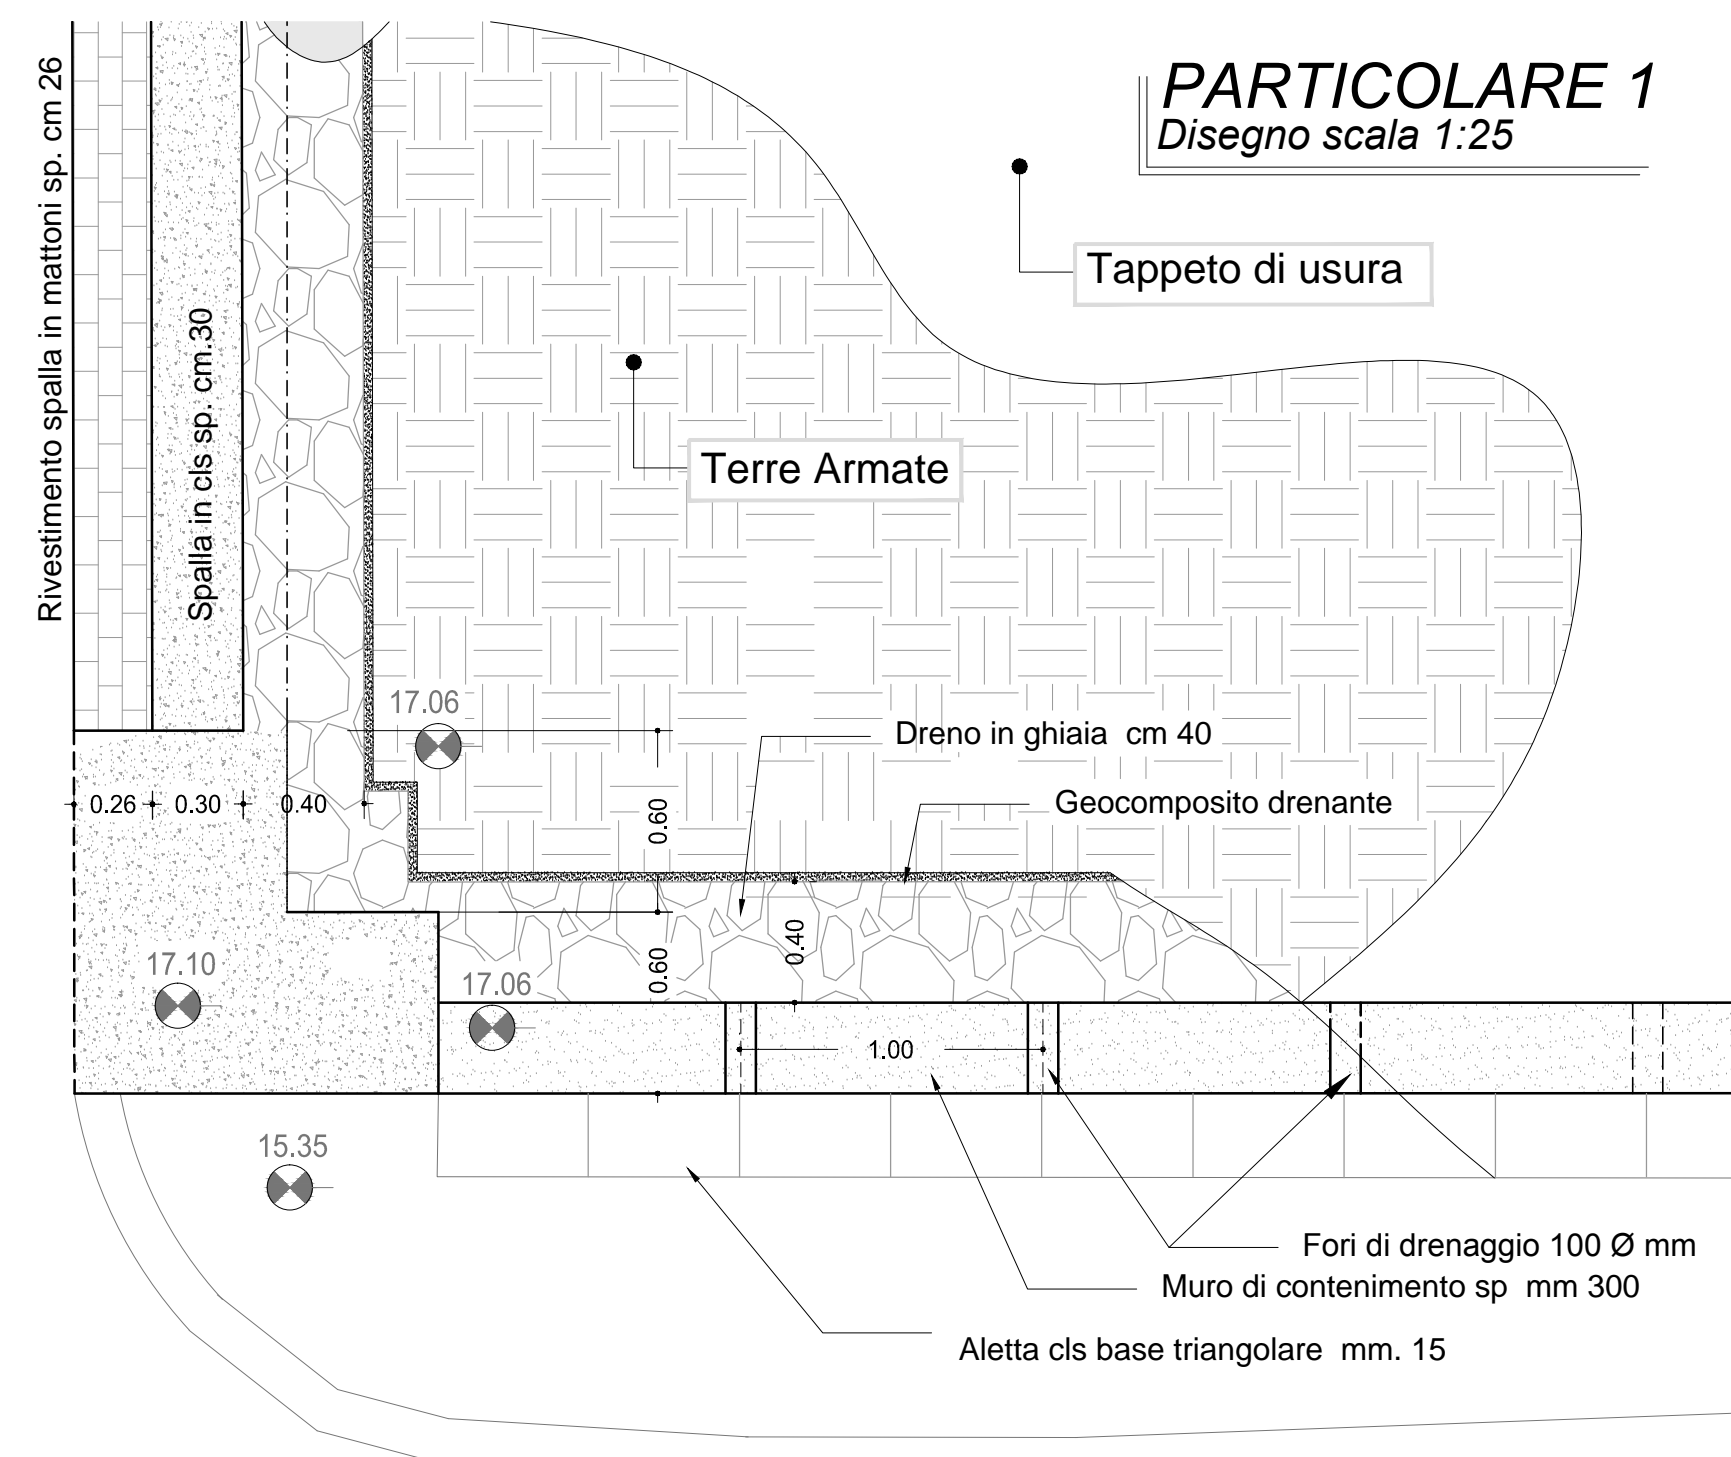 PARTICOLARE 1
Disegno scala 1:25
Tappeto di usura
Terre Armate
Rivestimento spalla in mattoni sp. cm 26
Spalla in cls sp. cm.30
17.06
Dreno in ghiaia cm 40
Geocomposito drenante
0.26
0.30
0.40
0.60
0.40
0.60
17.10
17.06
1.00
15.35
Fori di drenaggio 100 Ø mm
Muro di contenimento sp mm 300
Aletta cls base triangolare mm. 15